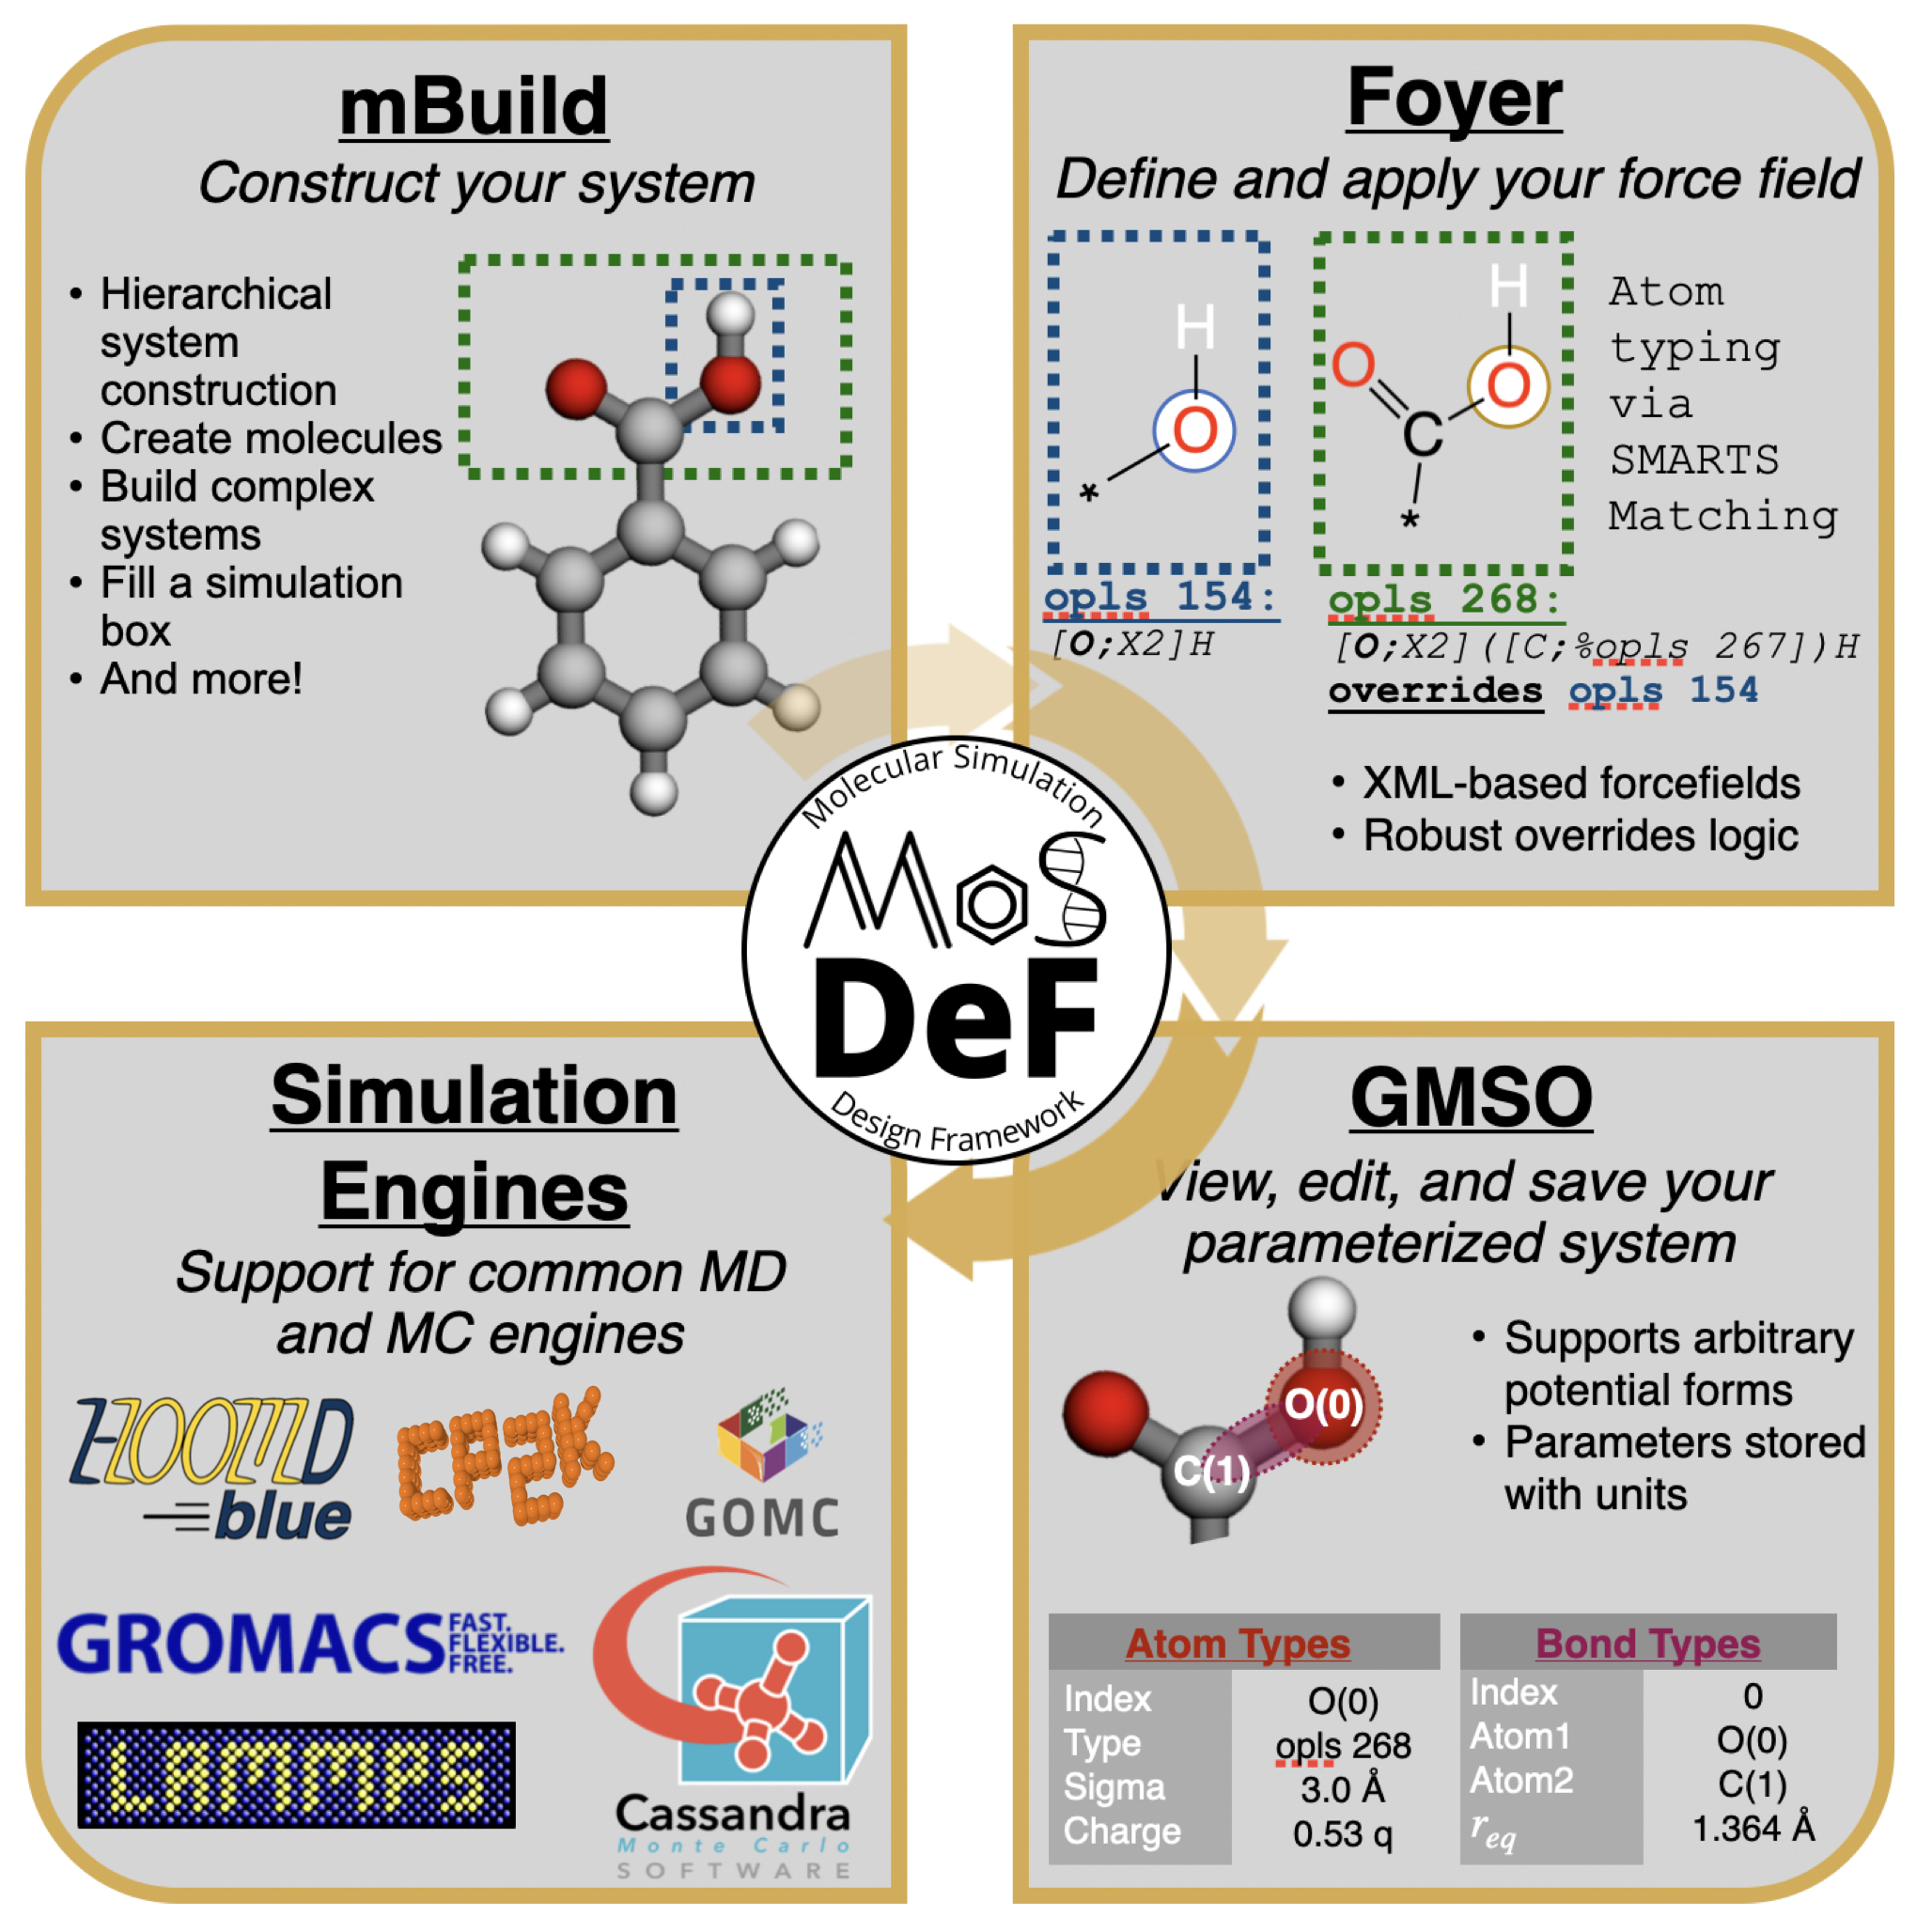 mBuild
Construct your system
• Hierarchical
system
construction
• Create molecules
• Build complex
systems
• Fill a simulation
box
• And more!
Foyer
Define and apply your force field
H
O
*
opls 154:
[O;X2]H
H
O
O
C
*
opls 268:
[O;X2]([C;%opls 267])H
overrides opls 154
Atom
typing
via
SMARTS
Matching
• XML-based forcefields
• Robust overrides logic
Molecular Simulation
MoS
DeF
Design Framework
Simulation
Engines
Support for common MD
and MC engines
HOOMD
blue
CP2K
GOMC
GROMACS
FAST.
FLEXIBLE.
FREE.
LAMMPS
Cassandra
Monte Carlo
SOFTWARE
GMSO
View, edit, and save your
parameterized system
O(0)
C(1)
• Supports arbitrary
potential forms
• Parameters stored
with units
Atom Types
Index O(0)
Type opls 268
Sigma 3.0 Å
Charge 0.53 q
Bond Types
Index 0
Atom1 O(0)
Atom2 C(1)
req 1.364 Å